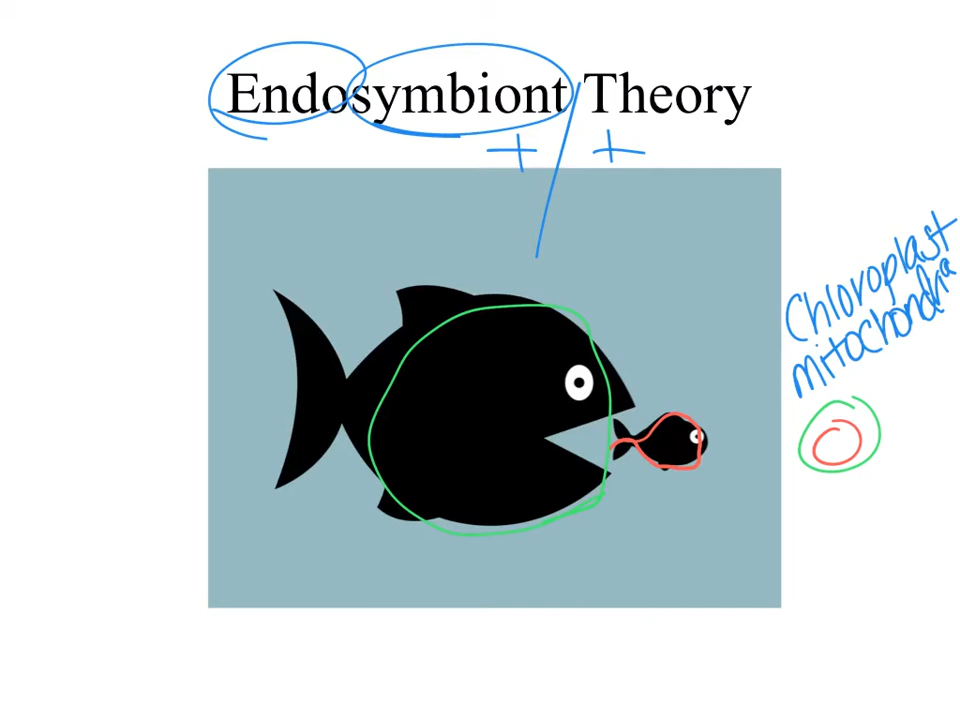 Endosymbiont Theory
+ / +
Chloroplast
mitochondria